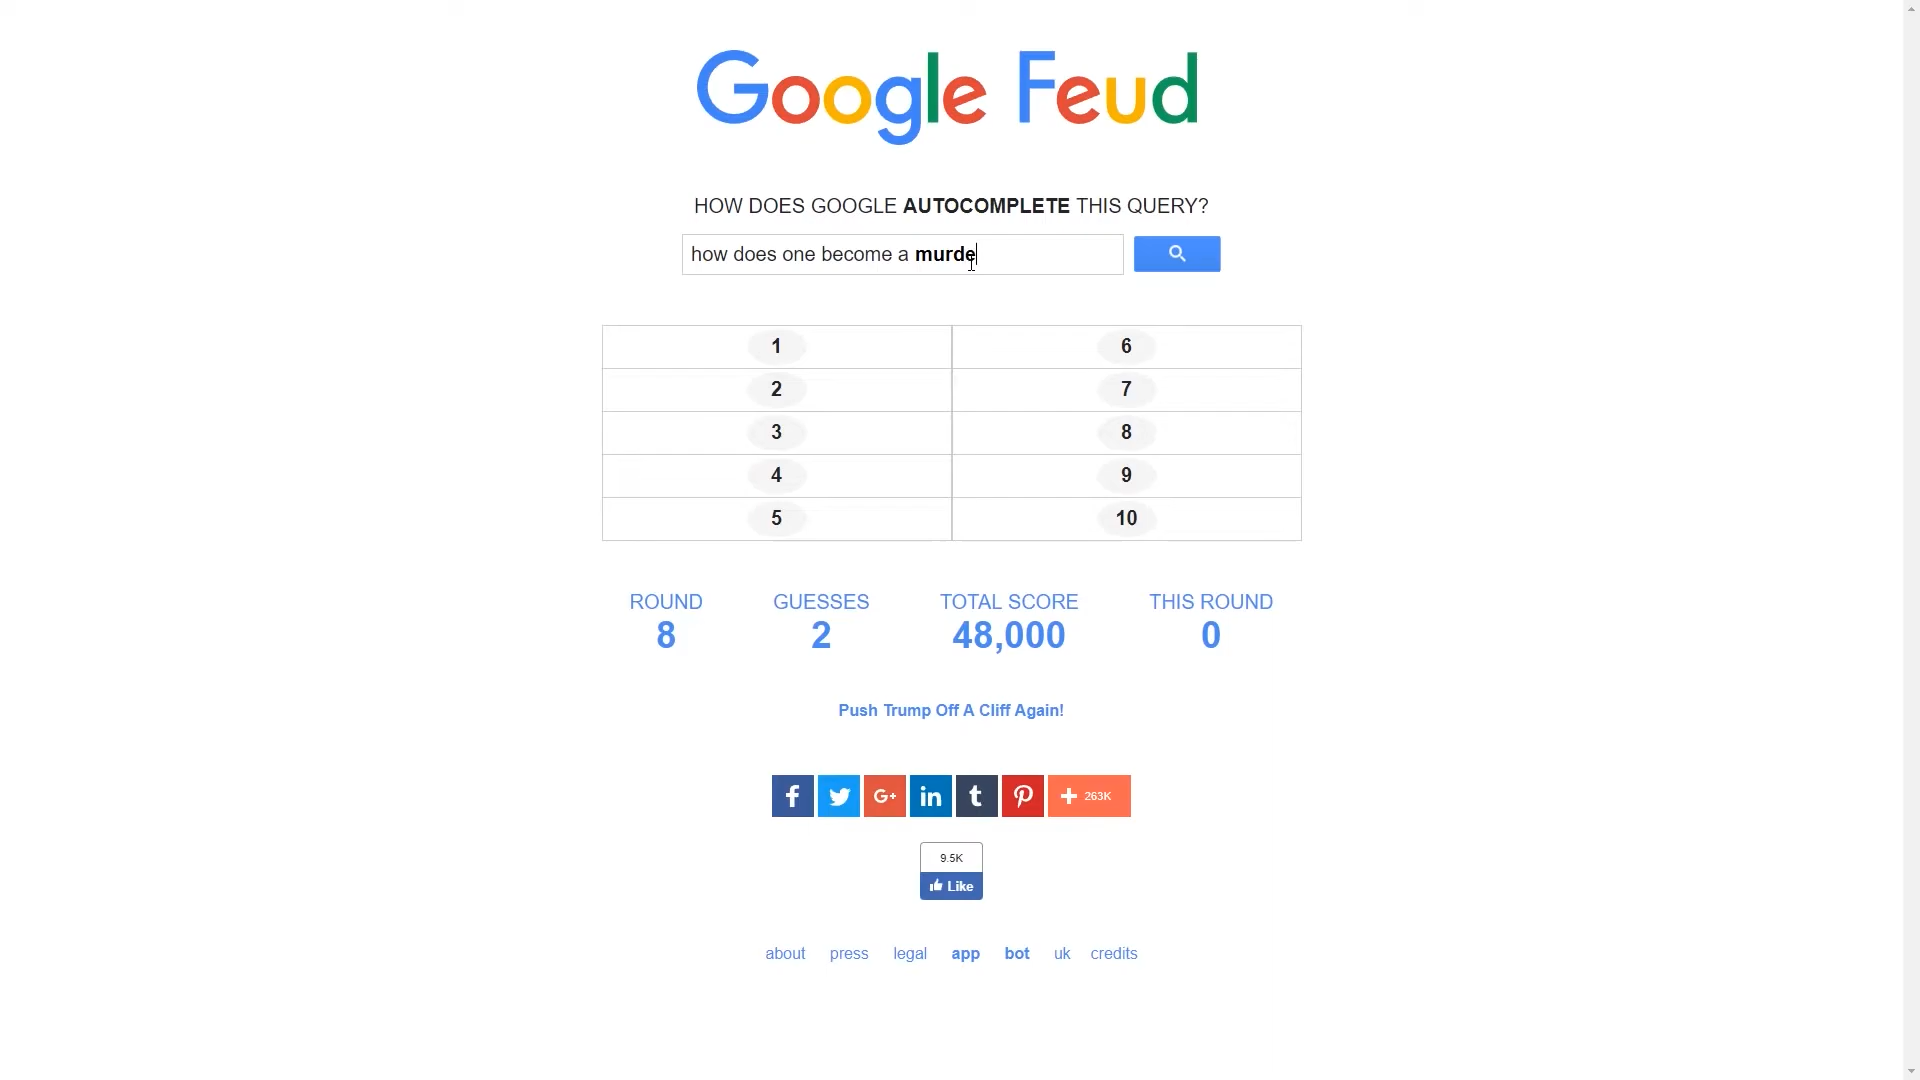 Google Feud
HOW DOES GOOGLE AUTOCOMPLETE THIS QUERY?
how does one become a murde
1 6
2 7
3 8
4 9
5 10
ROUND GUESSES TOTAL SCORE THIS ROUND
8 2 48,000 0
Push Trump Off A Cliff Again!
f G+ in t 263K
9.5K
Like
about press legal app bot uk credits